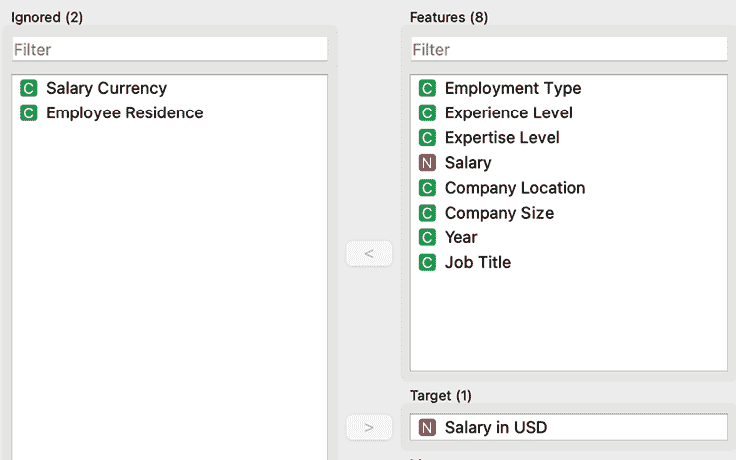 Ignored (2)
Filter
C Salary Currency
C Employee Residence
<
>
Features (8)
Filter
C Employment Type
C Experience Level
C Expertise Level
N Salary
C Company Location
C Company Size
C Year
C Job Title
Target (1)
N Salary in USD